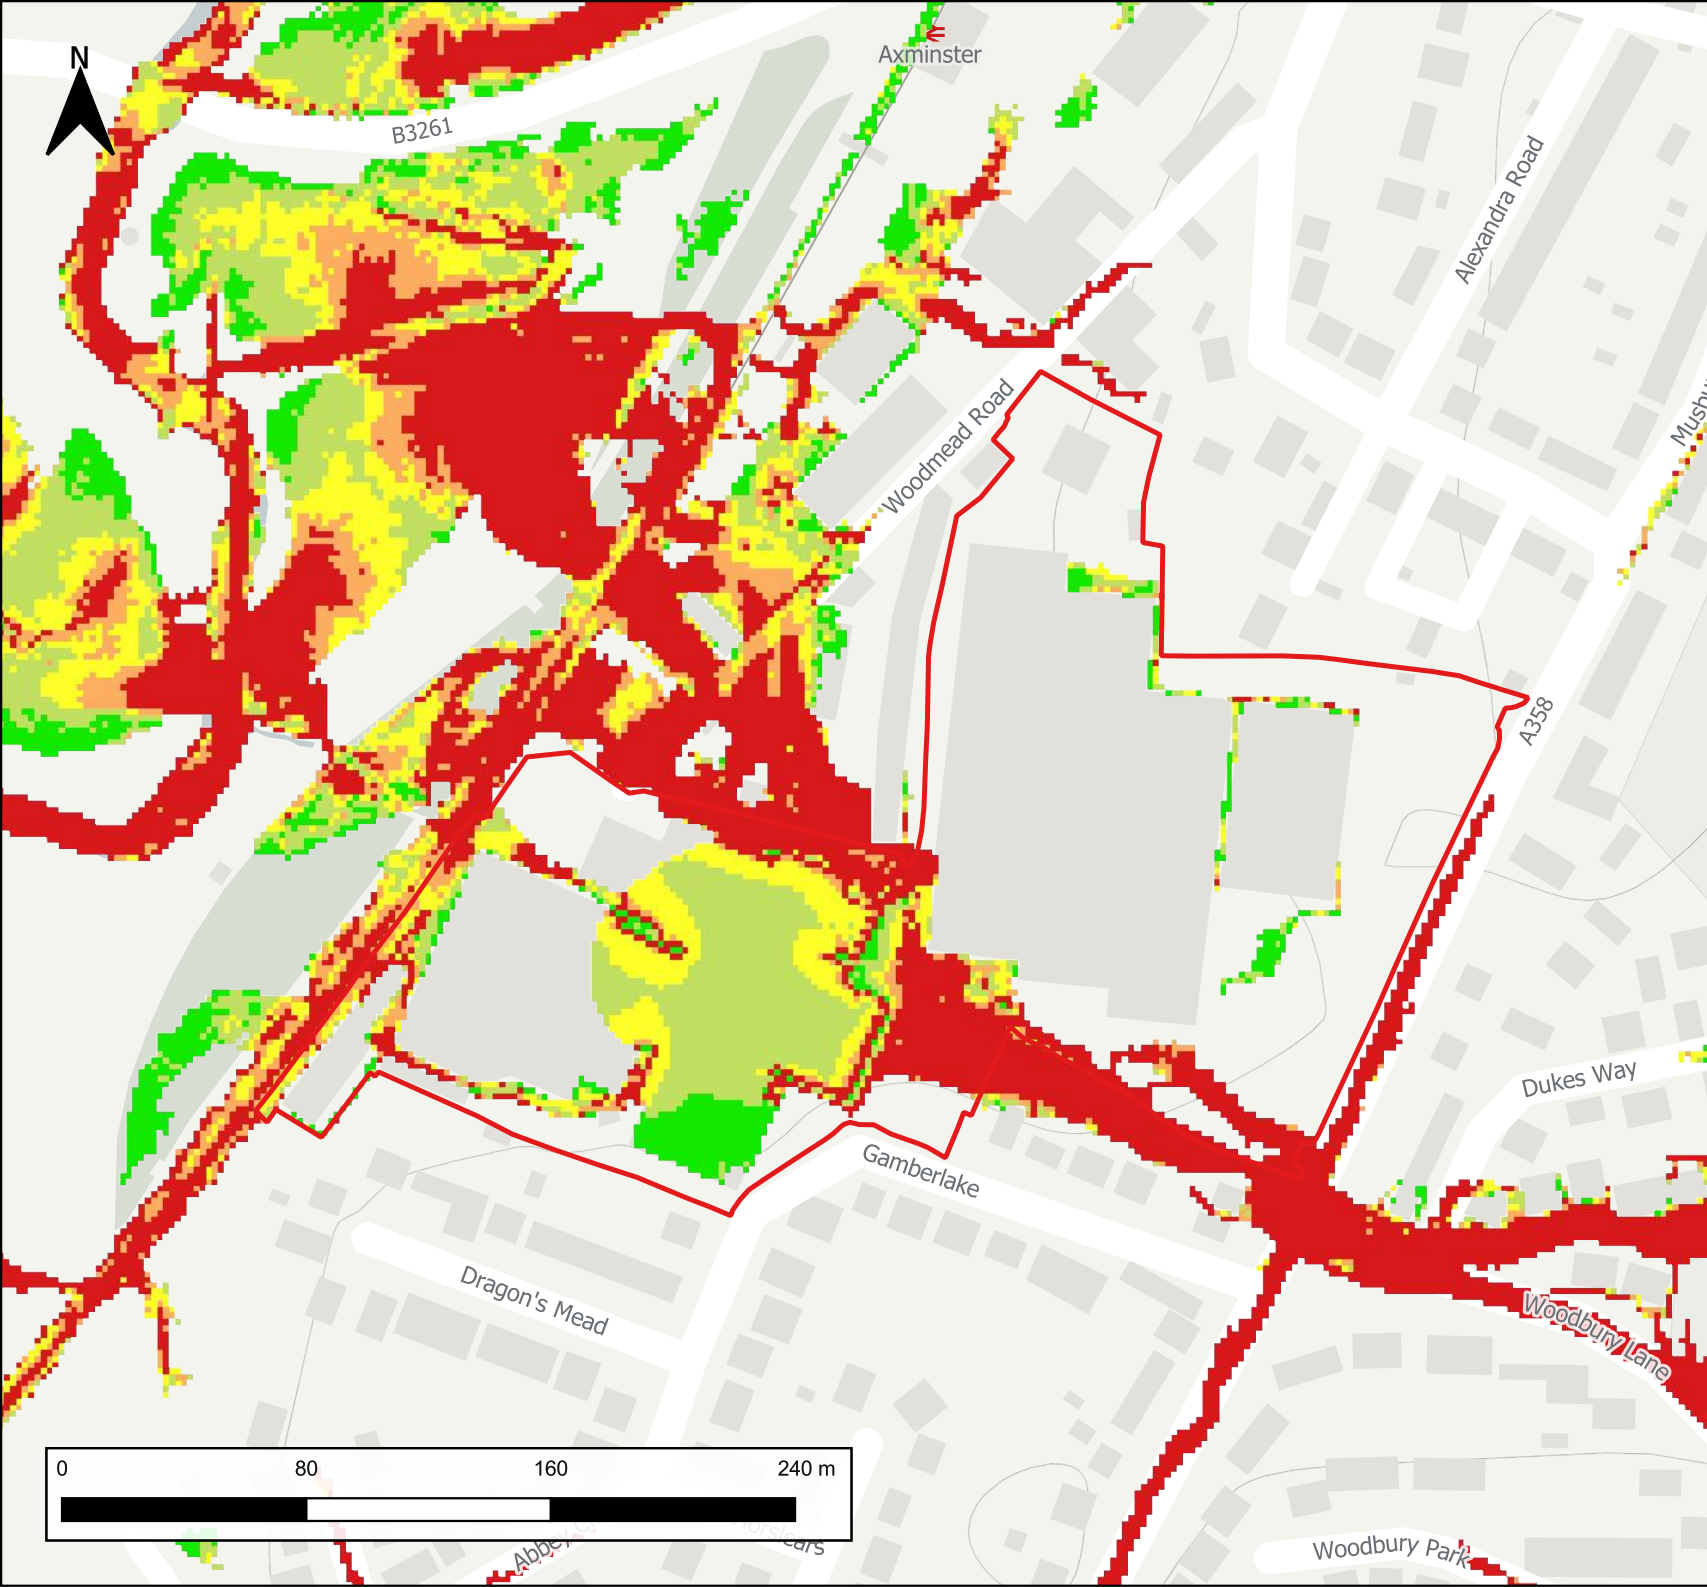 N
Axminster
B3261
Alexandra Road
Woodmead Road
A358
Dukes Way
Gamberlake
Dragon's Mead
Woodbury Lane
0 80 160 240 m
Woodbury Park